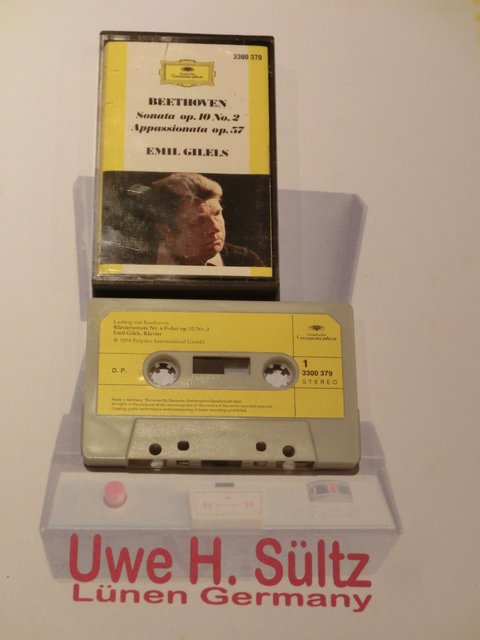 Deutsche
Grammophon
3300 379
BEETHOVEN
Sonata op. 10 No. 2
Appassionata op. 57
EMIL GILELS
Ludwig van Beethoven
Klaviersonate Nr. 6 F-dur op. 10 Nr. 2
Emil Gilels, Klavier
℗ 1974 Polydor International GmbH
Deutsche
Grammophon
D. P.
1
3300 379
STEREO
Made in Germany
Uwe H. Sültz
Lünen Germany